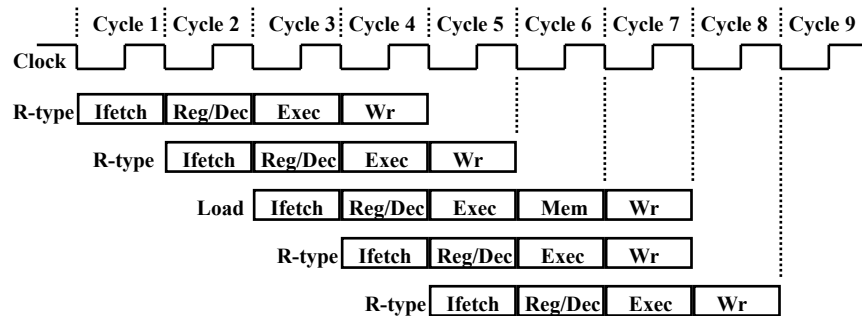 Cycle 1 Cycle 2 Cycle 3 Cycle 4 Cycle 5 Cycle 6 Cycle 7 Cycle 8 Cycle 9
Clock
R-type Ifetch Reg/Dec Exec Wr
R-type Ifetch Reg/Dec Exec Wr
Load Ifetch Reg/Dec Exec Mem Wr
R-type Ifetch Reg/Dec Exec Wr
R-type Ifetch Reg/Dec Exec Wr